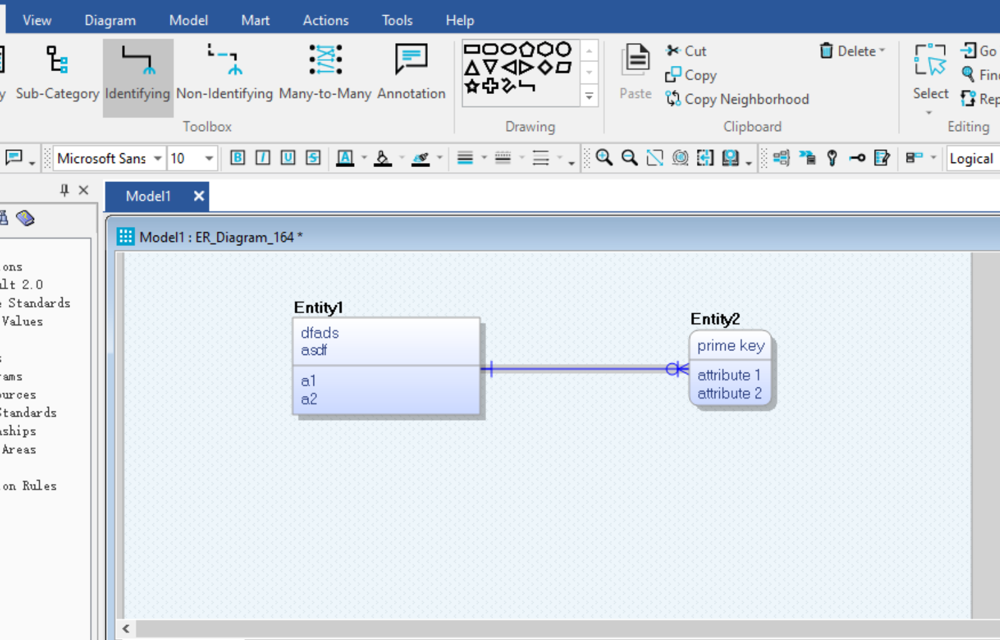 View Diagram Model Mart Actions Tools Help
Sub-Category Identifying Non-Identifying Many-to-Many Annotation
Toolbox
Drawing
Paste
Cut
Copy
Copy Neighborhood
Delete
Clipboard
Select
Go
Editing
Microsoft Sans 10 B I U S A Logical
Model1
Model1 : ER_Diagram_164 *
ons
ult 2.0
e Standards
Values
rams
ources
Standards
nships
Areas
on Rules
Entity1
dfads
asdf
a1
a2
Entity2
prime key
attribute 1
attribute 2